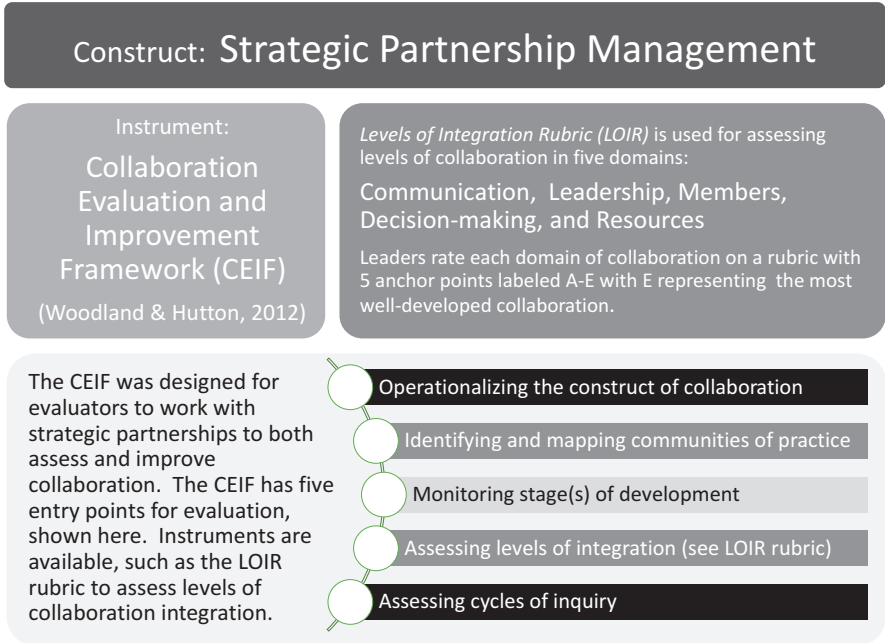 Construct: Strategic Partnership Management
Instrument:
Collaboration
Evaluation and
Improvement
Framework (CEIF)
(Woodland & Hutton, 2012)
Levels of Integration Rubric (LOIR) is used for assessing
levels of collaboration in five domains:
Communication, Leadership, Members,
Decision-making, and Resources
Leaders rate each domain of collaboration on a rubric with
5 anchor points labeled A-E with E representing the most
well-developed collaboration.
The CEIF was designed for
evaluators to work with
strategic partnerships to both
assess and improve
collaboration. The CEIF has five
entry points for evaluation,
shown here. Instruments are
available, such as the LOIR
rubric to assess levels of
collaboration integration.
Operationalizing the construct of collaboration
Identifying and mapping communities of practice
Monitoring stage(s) of development
Assessing levels of integration (see LOIR rubric)
Assessing cycles of inquiry